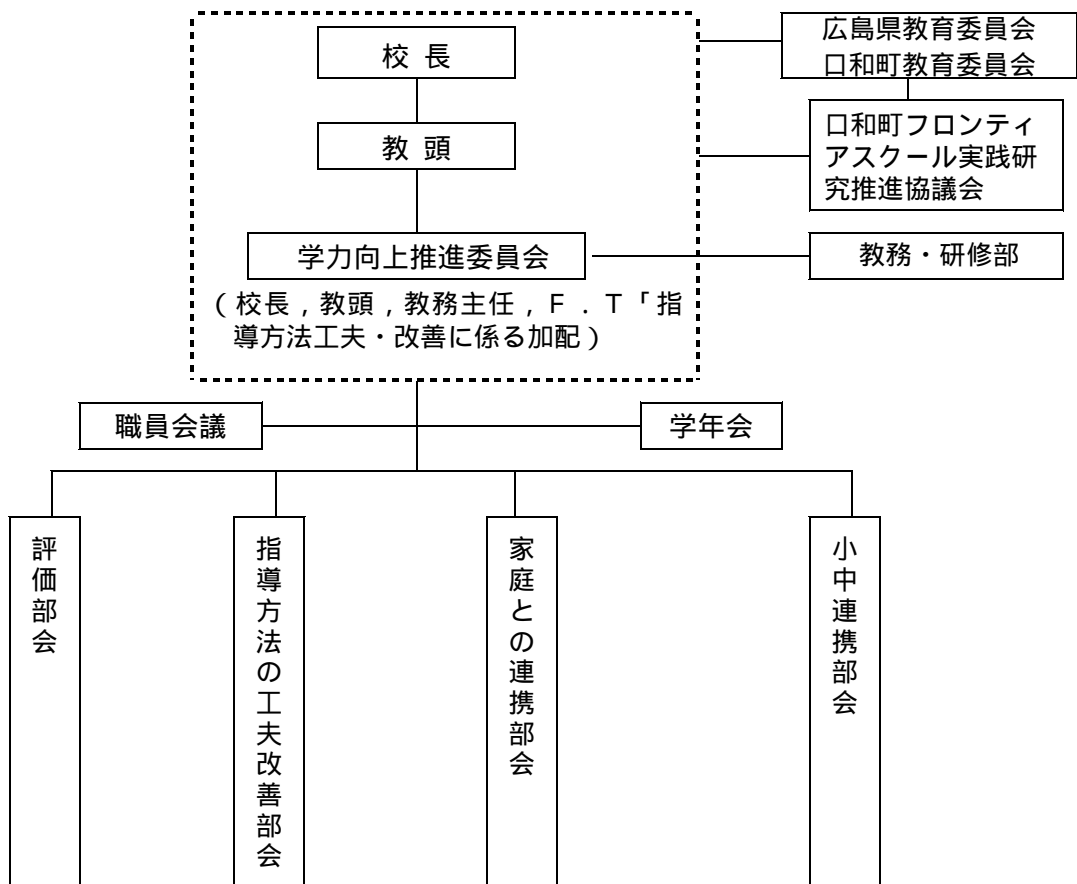 校 長
広島県教育委員会
口和町教育委員会
教 頭
口和町フロンティ
アスクール実践研
究推進協議会
学力向上推進委員会
教務・研修部
(校長,教頭,教務主任,F.T「指
導方法工夫・改善に係る加配)
職員会議
学年会
評価部会
指導方法の工夫改善部会
家庭との連携部会
小中連携部会